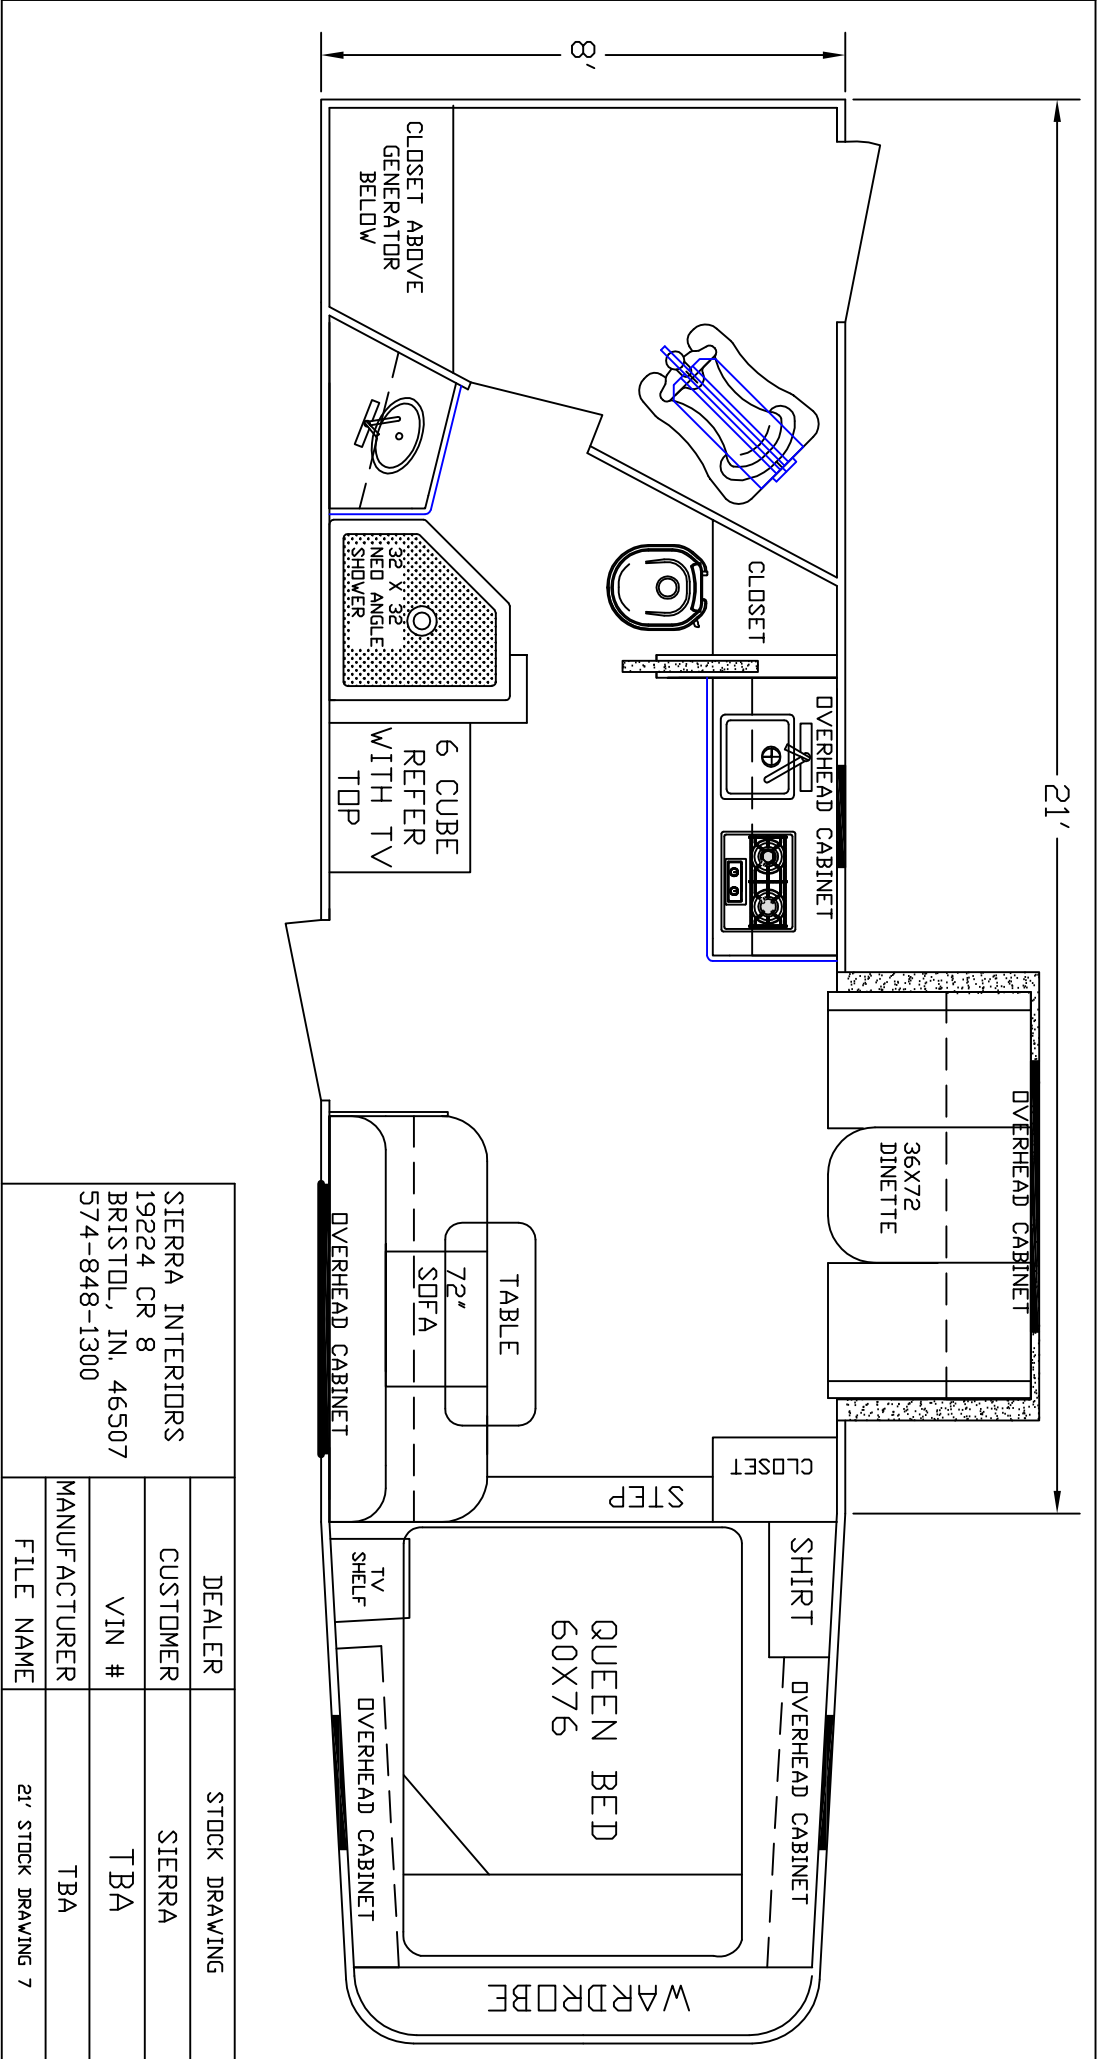 8'
21'
CLOSET ABOVE
GENERATOR
BELOW
CLOSET
32 X 32
NEO ANGLE
SHOWER
6 CUBE
REFER
WITH TV
TOP
OVERHEAD CABINET
OVERHEAD CABINET
36X72
DINETTE
TABLE
72"
SOFA
OVERHEAD CABINET
CLOSET
STEP
SHIRT
TV
SHELF
QUEEN BED
60X76
OVERHEAD CABINET
OVERHEAD CABINET
WARDROBE
SIERRA INTERIORS
19224 CR 8
BRISTOL, IN. 46507
574-848-1300
DEALER STOCK DRAWING
CUSTOMER SIERRA
VIN # TBA
MANUFACTURER TBA
FILE NAME 21' STOCK DRAWING 7